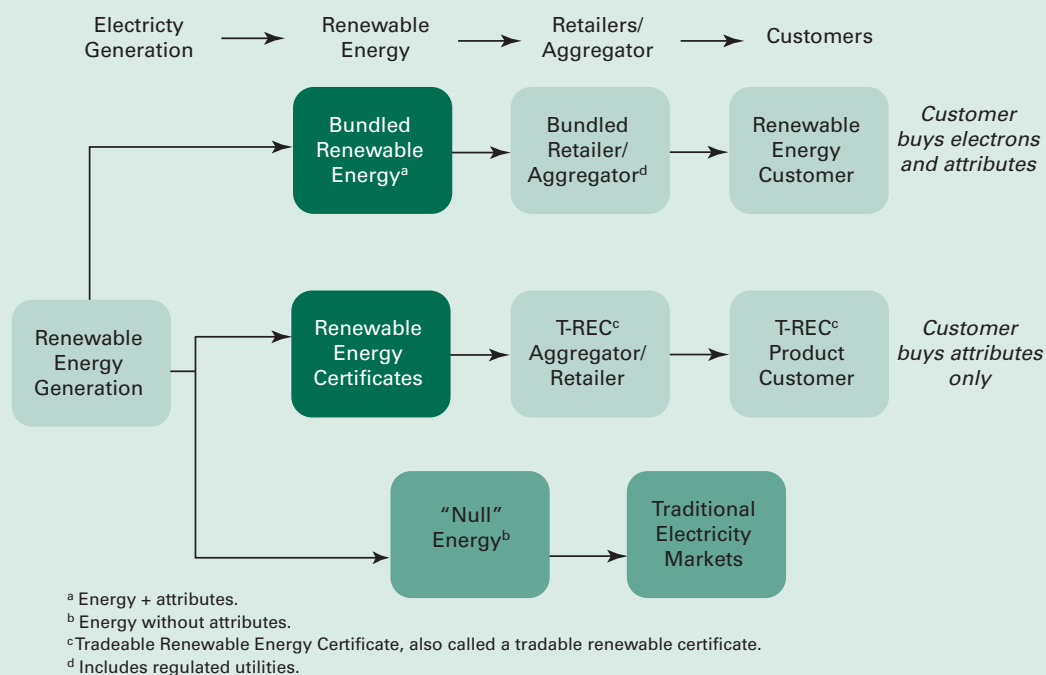 Electricty
Generation
Renewable
Energy
Retailers/
Aggregator
Customers
Bundled
Renewable
Energyᵃ
Bundled
Retailer/
Aggregatorᵈ
Renewable
Energy
Customer
Customer
buys electrons
and attributes
Renewable
Energy
Generation
Renewable
Energy
Certificates
T-RECᶜ
Aggregator/
Retailer
T-RECᶜ
Product
Customer
Customer
buys attributes
only
“Null”
Energyᵇ
Traditional
Electricity
Markets
ᵃ Energy + attributes.
ᵇ Energy without attributes.
ᶜ Tradeable Renewable Energy Certificate, also called a tradable renewable certificate.
ᵈ Includes regulated utilities.